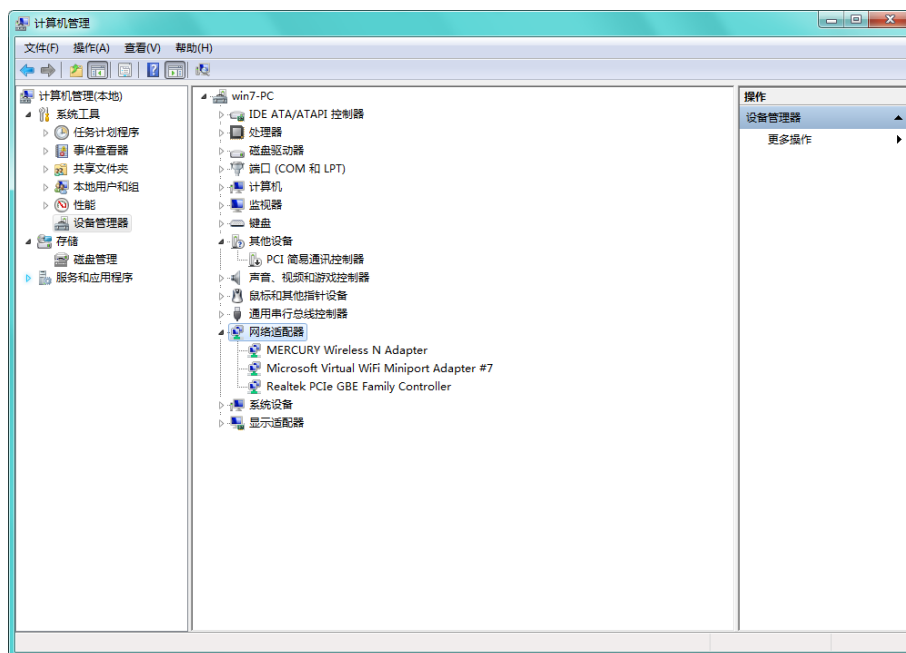 计算机管理
文件(F) 操作(A) 查看(V) 帮助(H)
计算机管理(本地)
系统工具
任务计划程序
事件查看器
共享文件夹
本地用户和组
性能
设备管理器
存储
磁盘管理
服务和应用程序
win7-PC
IDE ATA/ATAPI 控制器
处理器
磁盘驱动器
端口 (COM 和 LPT)
计算机
监视器
键盘
其他设备
PCI 简易通讯控制器
声音、视频和游戏控制器
鼠标和其他指针设备
通用串行总线控制器
网络适配器
MERCURY Wireless N Adapter
Microsoft Virtual WiFi Miniport Adapter #7
Realtek PCIe GBE Family Controller
系统设备
显示适配器
操作
设备管理器
更多操作